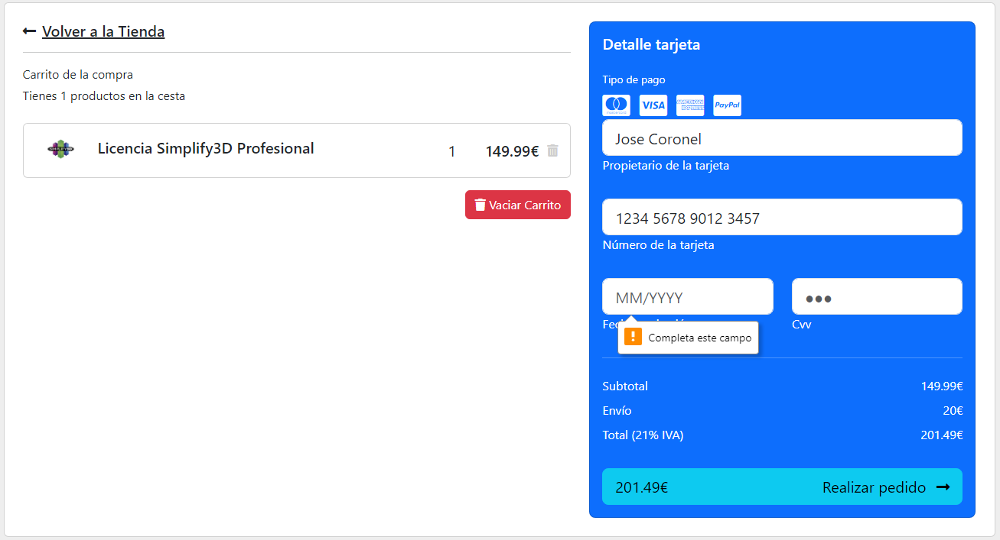 Volver a la Tienda
Carrito de la compra
Tienes 1 productos en la cesta
SIMPLIFY3D
Licencia Simplify3D Profesional
1
149.99€
Vaciar Carrito
Detalle tarjeta
Tipo de pago
VISA
AMERICAN
EXPRESS
PayPal
Jose Coronel
Propietario de la tarjeta
1234 5678 9012 3457
Número de la tarjeta
MM/YYYY
●●●
Cvv
Completa este campo
Subtotal 149.99€
Envío 20€
Total (21% IVA) 201.49€
201.49€ Realizar pedido